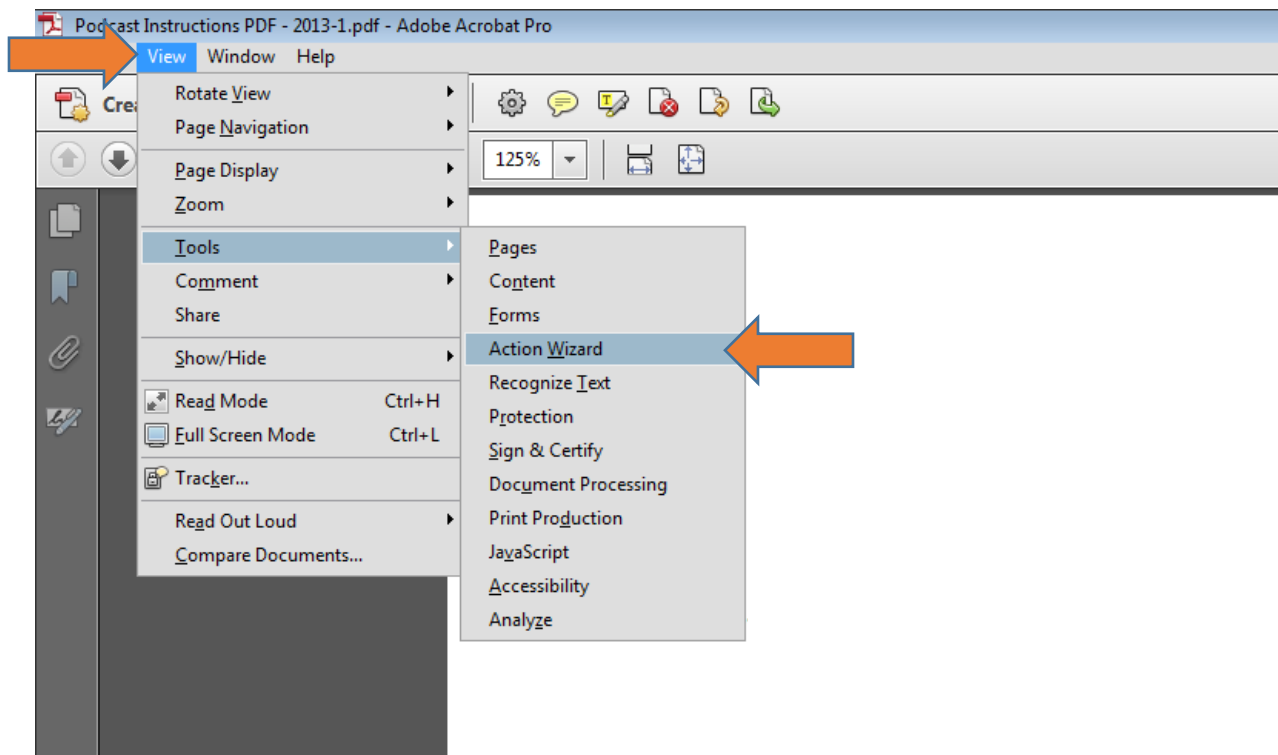 Podcast Instructions PDF - 2013-1.pdf - Adobe Acrobat Pro
View Window Help
125%
Rotate View
Page Navigation
Page Display
Zoom
Tools
Comment
Share
Show/Hide
Read Mode Ctrl+H
Full Screen Mode Ctrl+L
Tracker...
Read Out Loud
Compare Documents...
Pages
Content
Forms
Action Wizard
Recognize Text
Protection
Sign & Certify
Document Processing
Print Production
JavaScript
Accessibility
Analyze